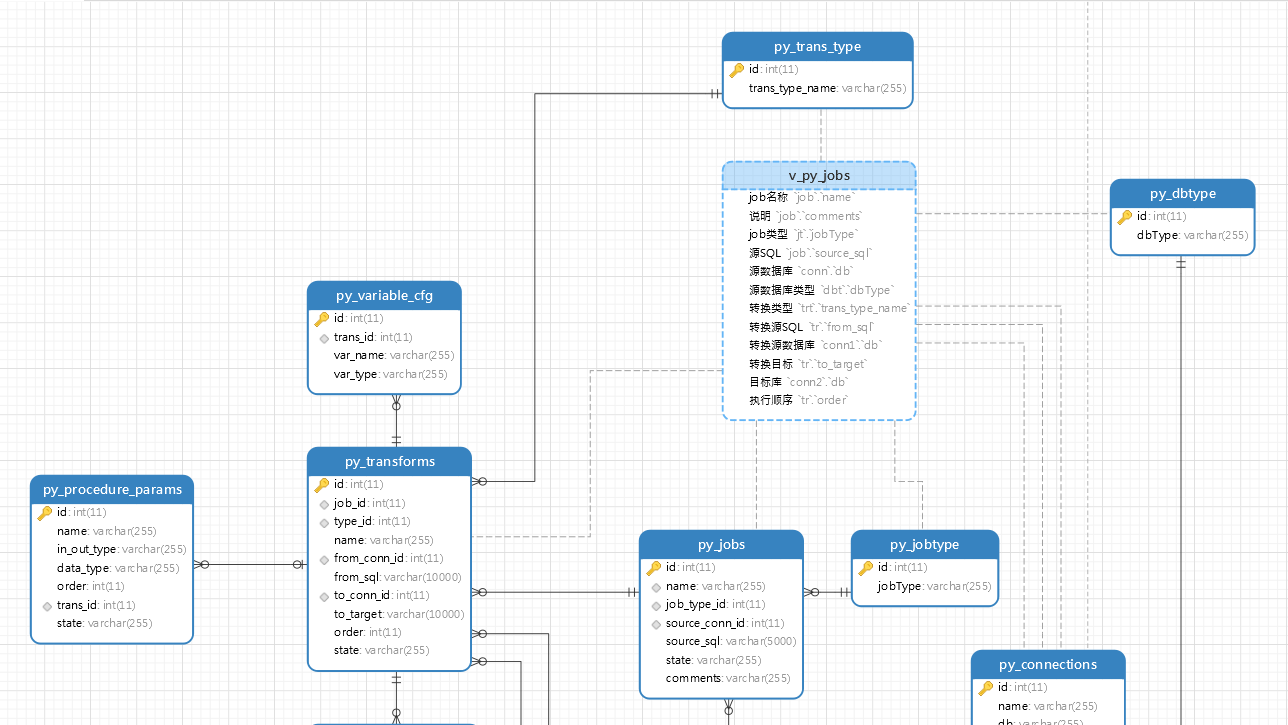 py_trans_type
id: int(11)
trans_type_name: varchar(255)
v_py_jobs
job名称 `job`.`name`
说明 `job`.`comments`
job类型 `jt`.`jobType`
源SQL `job`.`source_sql`
源数据库 `conn`.`db`
源数据库类型 `dbt`.`dbType`
转换类型 `trt`.`trans_type_name`
转换源SQL `tr`.`from_sql`
转换源数据库 `conn1`.`db`
转换目标 `tr`.`to_target`
目标库 `conn2`.`db`
执行顺序 `tr`.`order`
py_dbtype
id: int(11)
dbType: varchar(255)
py_variable_cfg
id: int(11)
trans_id: int(11)
var_name: varchar(255)
var_type: varchar(255)
py_procedure_params
id: int(11)
name: varchar(255)
in_out_type: varchar(255)
data_type: varchar(255)
order: int(11)
trans_id: int(11)
state: varchar(255)
py_transforms
id: int(11)
job_id: int(11)
type_id: int(11)
name: varchar(255)
from_conn_id: int(11)
from_sql: varchar(10000)
to_conn_id: int(11)
to_target: varchar(10000)
order: int(11)
state: varchar(255)
py_jobs
id: int(11)
name: varchar(255)
job_type_id: int(11)
source_conn_id: int(11)
source_sql: varchar(5000)
state: varchar(255)
comments: varchar(255)
py_jobtype
id: int(11)
jobType: varchar(255)
py_connections
id: int(11)
name: varchar(255)
db: varchar(255)